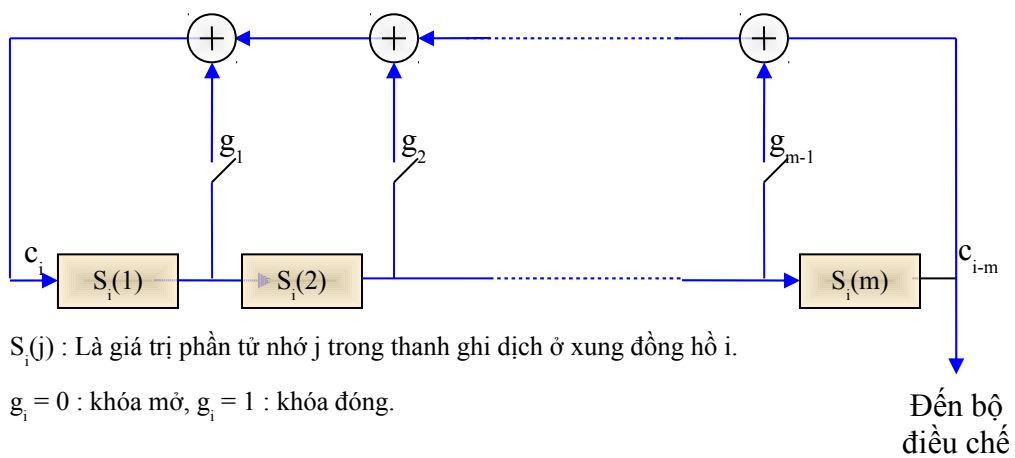 + + +
g1 g2 gm-1
ci ci-m
Si(1) Si(2) Si(m)
Si(j) : Là giá trị phần tử nhớ j trong thanh ghi dịch ở xung đồng hồ i.
gi = 0 : khóa mở, gi = 1 : khóa đóng.
Đến bộ
điều chế